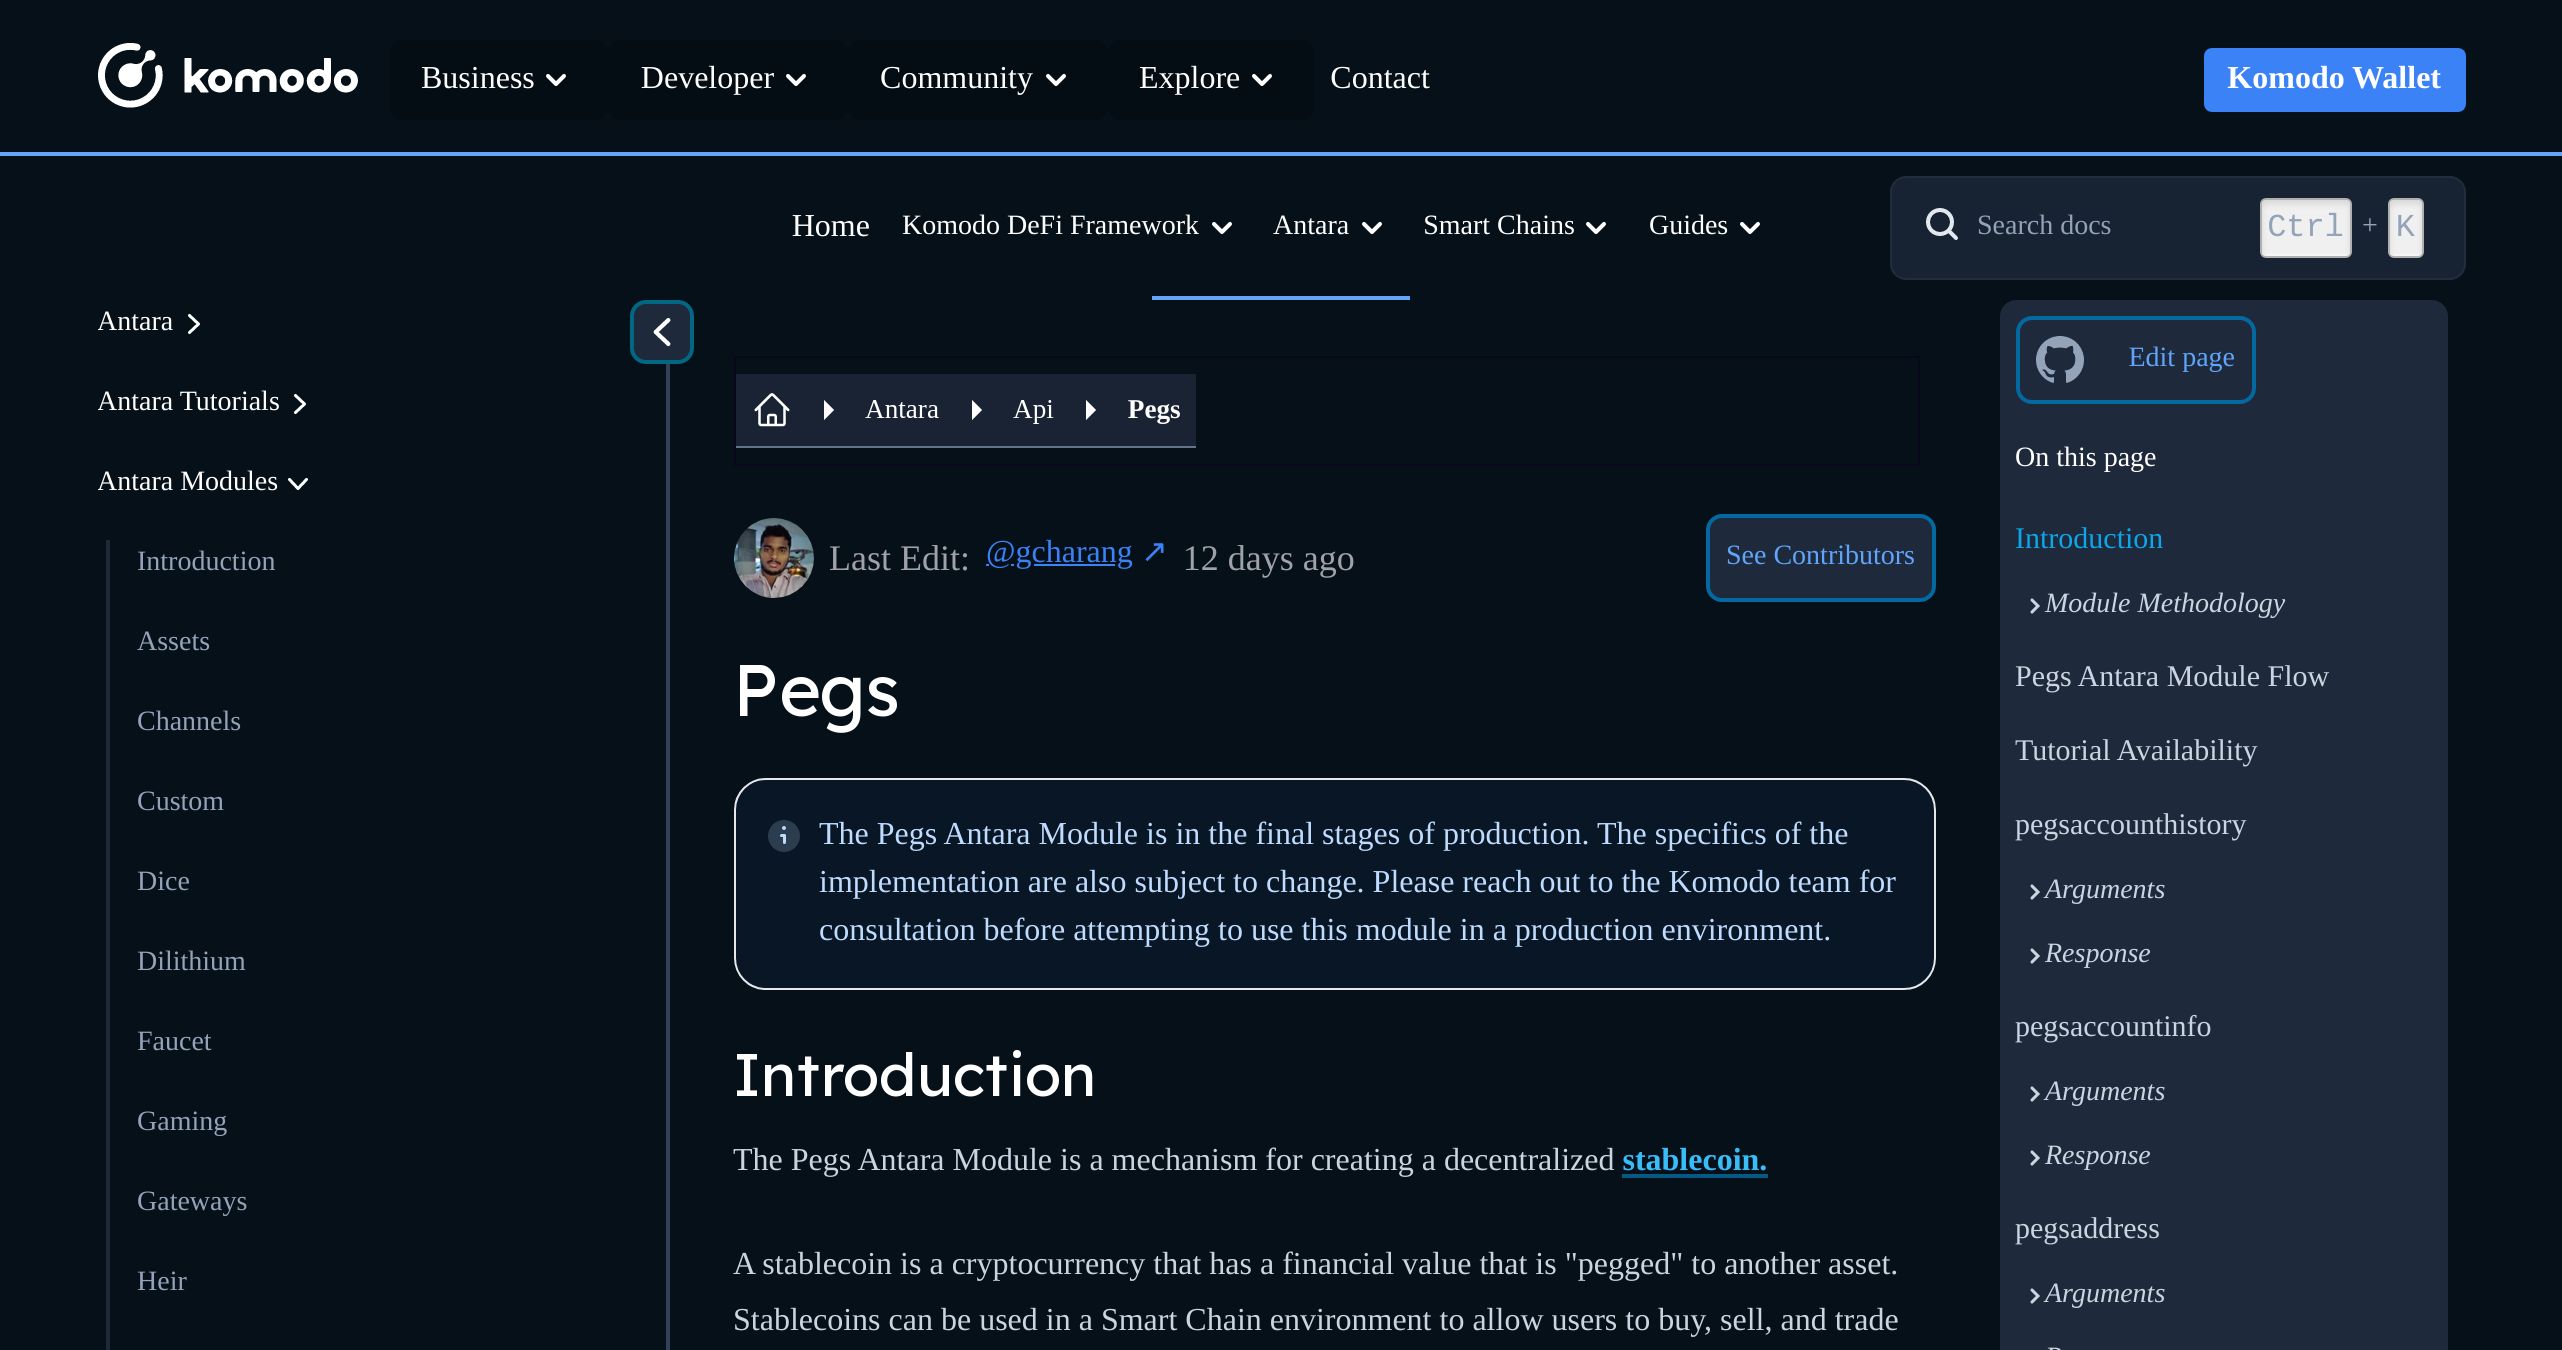 komodo
Business
Developer
Community
Explore
Contact
Komodo Wallet
Home
Komodo DeFi Framework
Antara
Smart Chains
Guides
Search docs
Ctrl + K
Antara
Antara Tutorials
Antara Modules
Introduction
Assets
Channels
Custom
Dice
Dilithium
Faucet
Gaming
Gateways
Heir
Antara
Api
Pegs
Last Edit: @gcharang ↗ 12 days ago
See Contributors
Pegs
The Pegs Antara Module is in the final stages of production. The specifics of the
implementation are also subject to change. Please reach out to the Komodo team for
consultation before attempting to use this module in a production environment.
Introduction
The Pegs Antara Module is a mechanism for creating a decentralized stablecoin.
A stablecoin is a cryptocurrency that has a financial value that is "pegged" to another asset.
Stablecoins can be used in a Smart Chain environment to allow users to buy, sell, and trade
Edit page
On this page
Introduction
Module Methodology
Pegs Antara Module Flow
Tutorial Availability
pegsaccounthistory
Arguments
Response
pegsaccountinfo
Arguments
Response
pegsaddress
Arguments